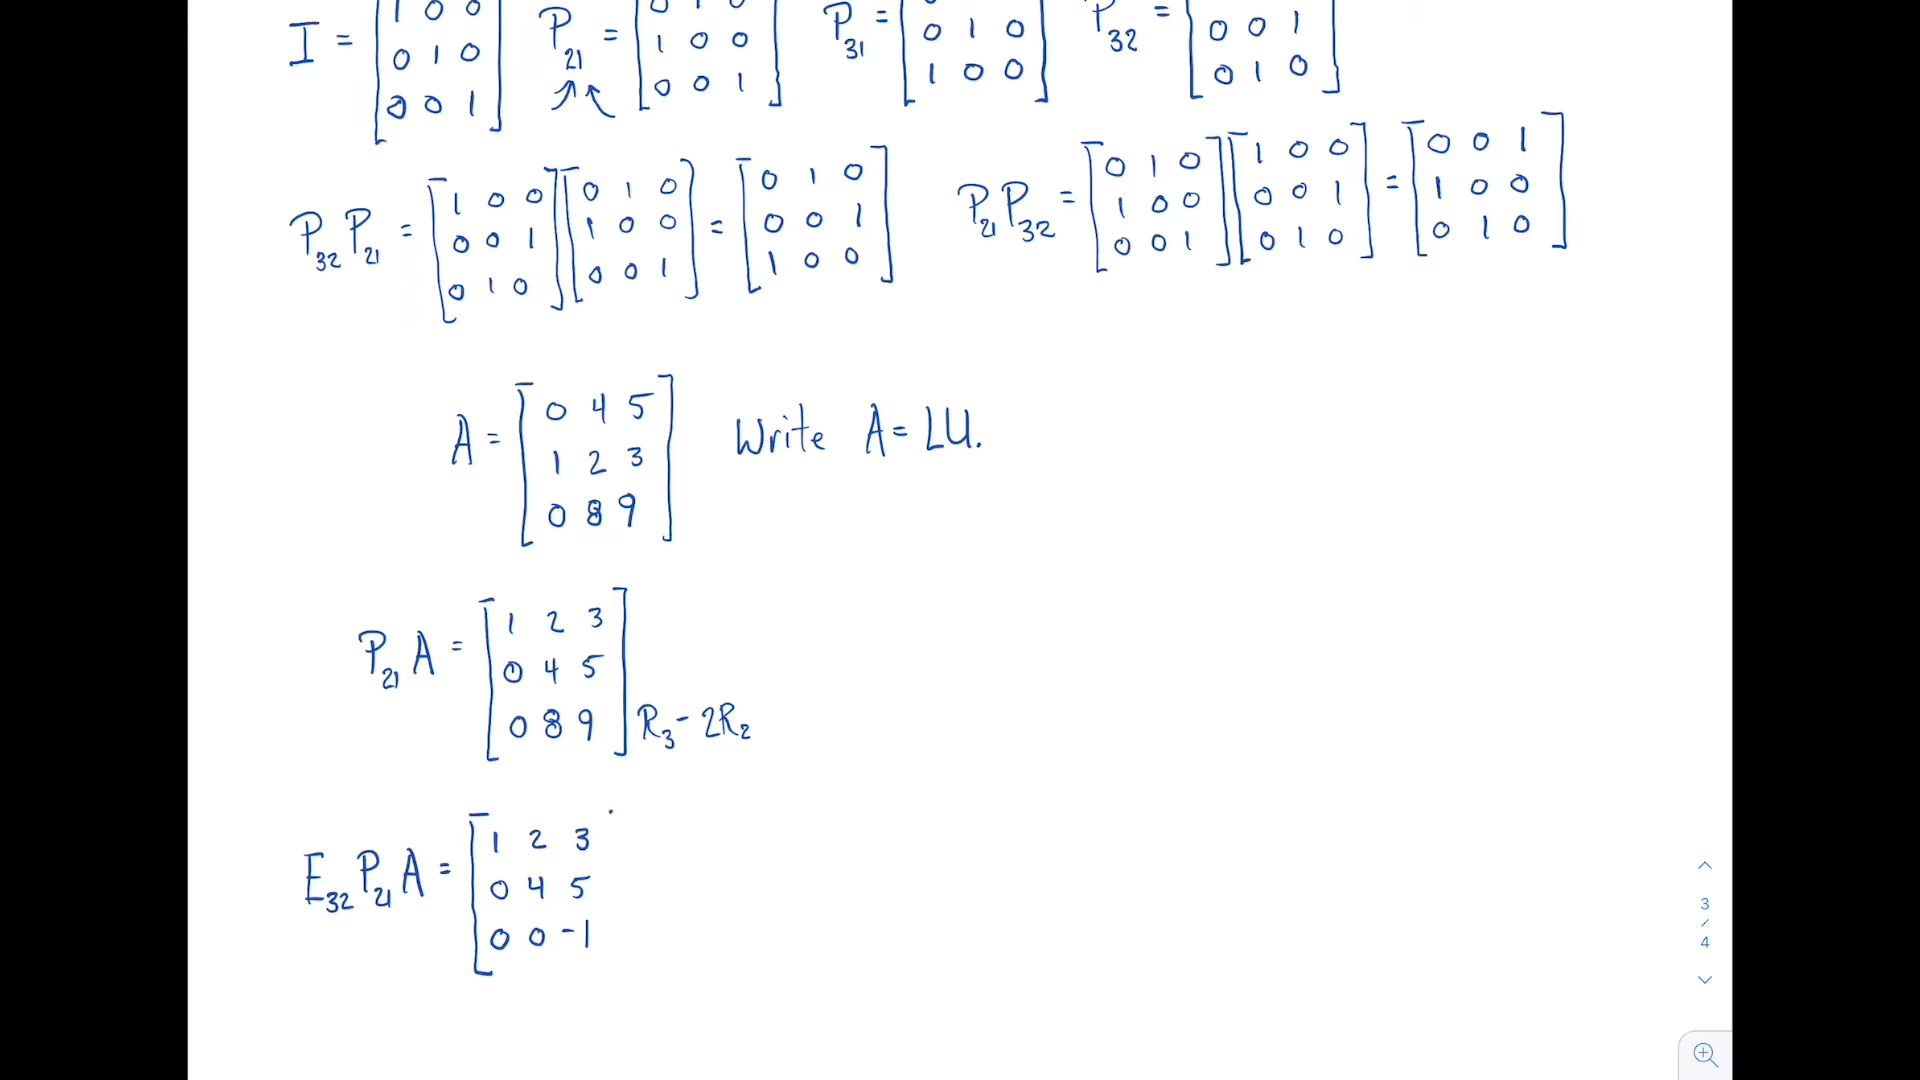 I = [1 0 0 P21 = [0 1 0 P31 = [ P32 = [
0 1 0 1 0 0 0 1 0 0 0 1
0 0 1] 0 0 1] 1 0 0] 0 1 0]
P32 P21 = [1 0 0 [0 1 0 = [0 1 0 P21 P32 = [0 1 0 [1 0 0 = [0 0 1
0 0 1 1 0 0 0 0 1 1 0 0 0 0 1 1 0 0
0 1 0] 0 0 1] 1 0 0] 0 0 1] 0 1 0] 0 1 0]
A = [0 4 5 Write A = LU.
1 2 3
0 8 9]
P21 A = [1 2 3
0 4 5
0 8 9] R3 - 2R2
E32 P21 A = [1 2 3
0 4 5
0 0 -1
3
/
4